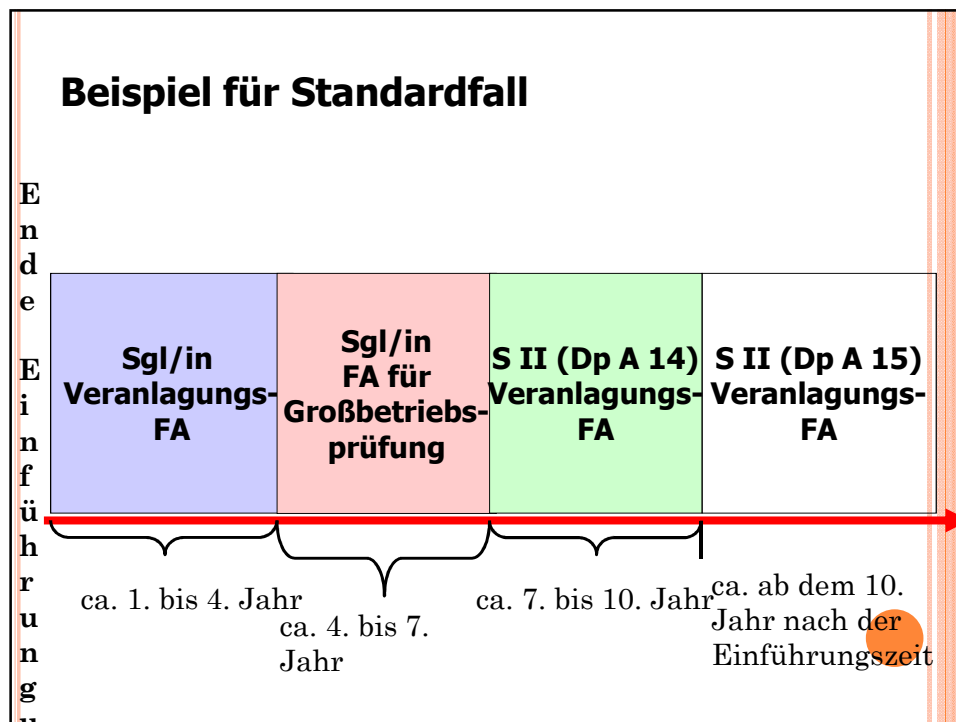 Beispiel für Standardfall
E
n
d
e
E
i
n
f
ü
h
r
u
n
g
Sgl/in
Veranlagungs-
FA
Sgl/in
FA für
Großbetriebs-
prüfung
S II (Dp A 14)
Veranlagungs-
FA
S II (Dp A 15)
Veranlagungs-
FA
ca. 1. bis 4. Jahr
ca. 4. bis 7.
Jahr
ca. 7. bis 10. Jahr
ca. ab dem 10.
Jahr nach der
Einführungszeit